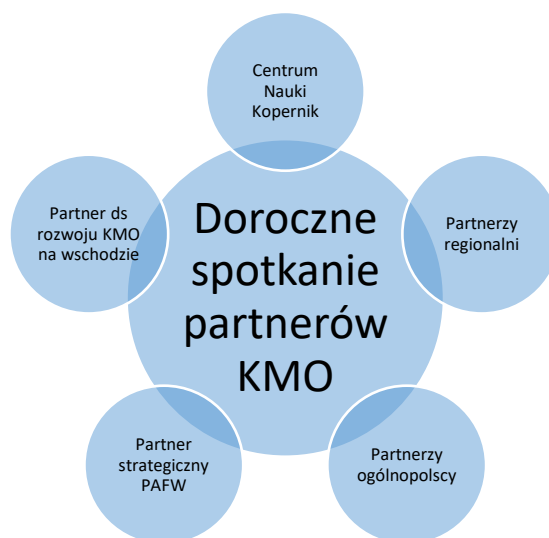 Centrum
Nauki
Kopernik
Partner ds
rozwoju KMO
na wschodzie
Doroczne
spotkanie
partnerów
KMO
Partnerzy
regionalni
Partner
strategiczny
PAFW
Partnerzy
ogólnopolscy